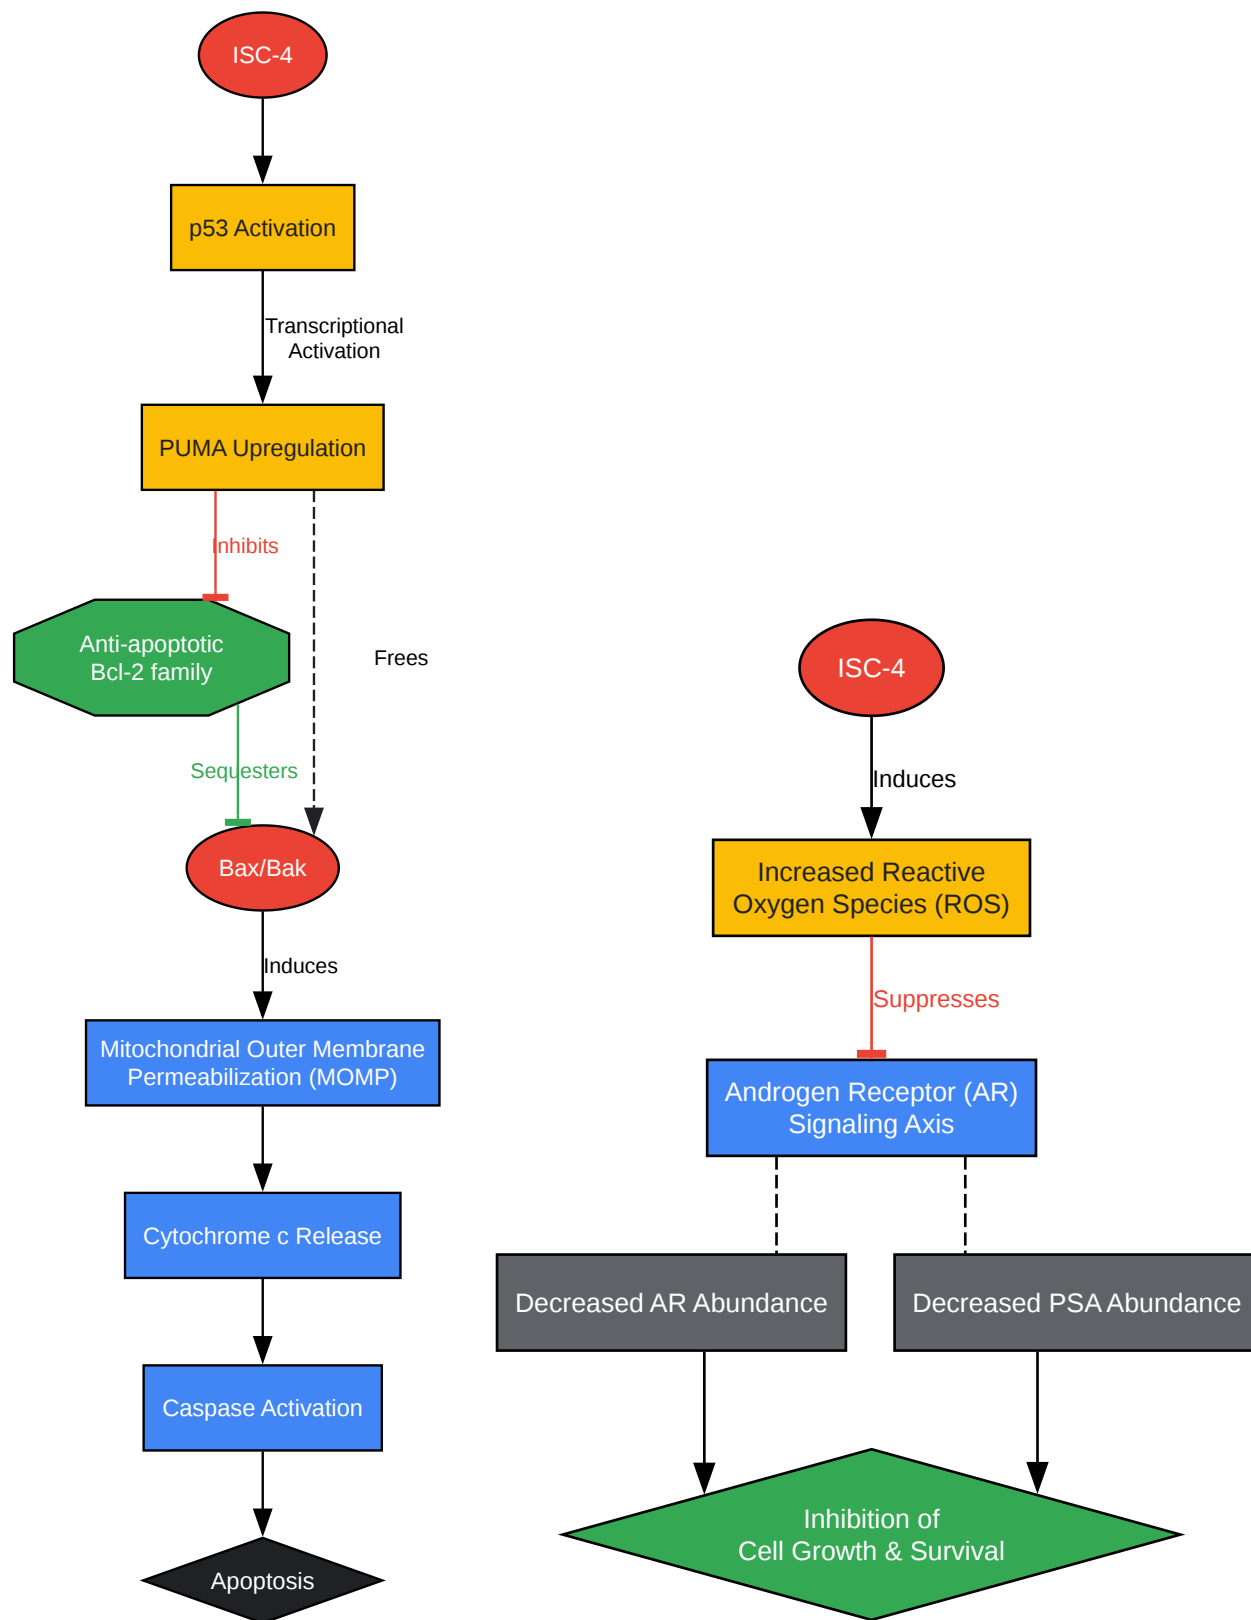 ISC-4
p53 Activation
Transcriptional
Activation
PUMA Upregulation
Inhibits
Anti-apoptotic
Bcl-2 family
Frees
Sequesters
Bax/Bak
Induces
Mitochondrial Outer Membrane
Permeabilization (MOMP)
Cytochrome c Release
Caspase Activation
Apoptosis
ISC-4
Induces
Increased Reactive
Oxygen Species (ROS)
Suppresses
Androgen Receptor (AR)
Signaling Axis
Decreased AR Abundance
Decreased PSA Abundance
Inhibition of
Cell Growth & Survival